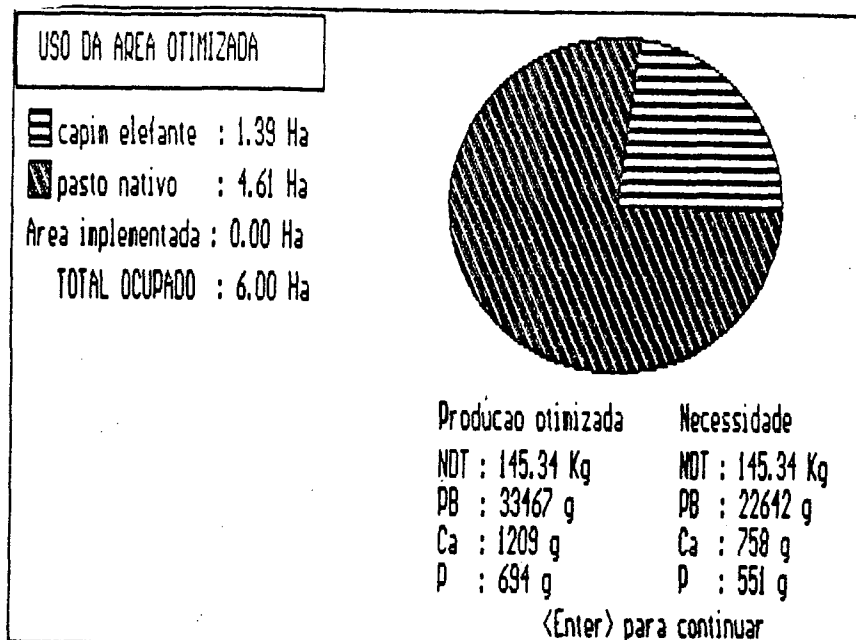 USO DA AREA OTIMIZADA
capim elefante : 1.39 Ha
pasto nativo : 4.61 Ha
Area implementada : 0.00 Ha
TOTAL OCUPADO : 6.00 Ha
Producao otimizada
NDT : 145.34 Kg
PB : 33467 g
Ca : 1209 g
P : 694 g
Necessidade
NDT : 145.34 Kg
PB : 22642 g
Ca : 758 g
P : 551 g
<Enter> para continuar